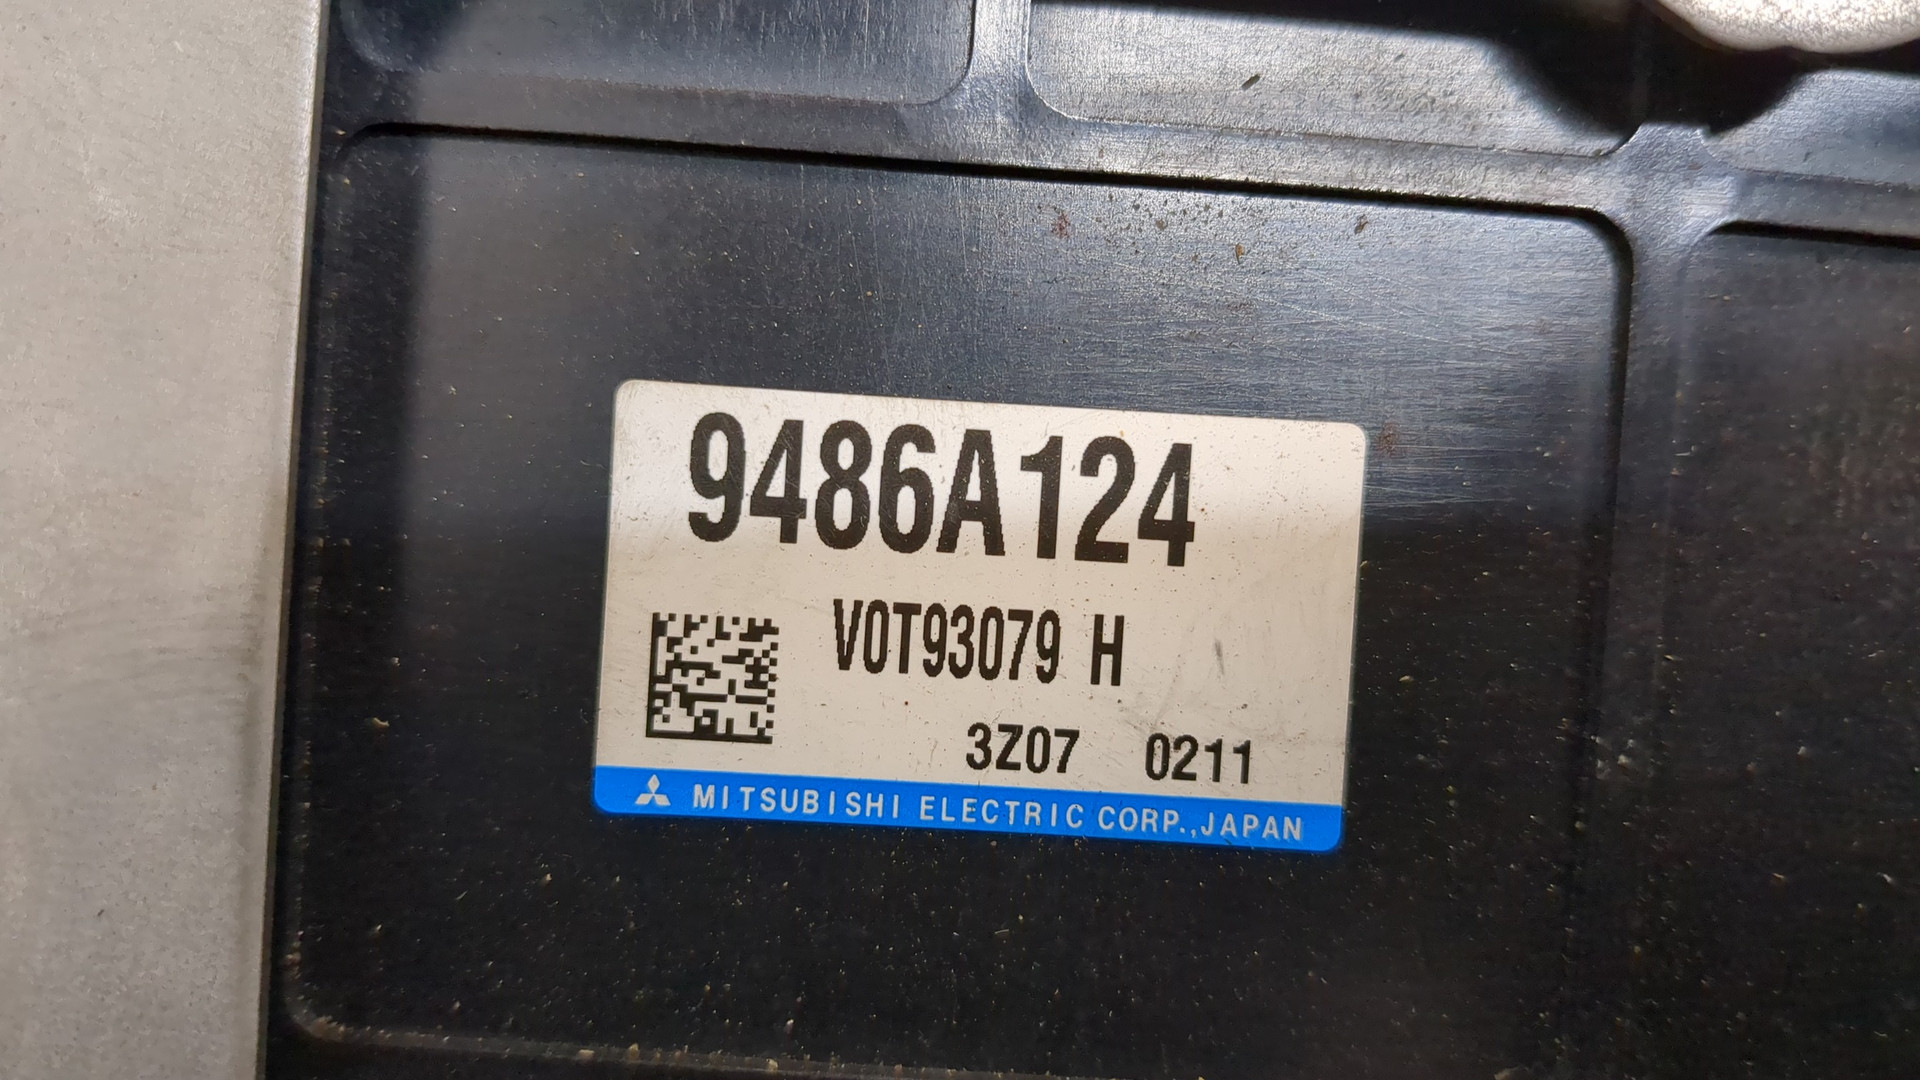 9486A124
V0T93079 H
3Z07 0211
MITSUBISHI ELECTRIC CORP.,JAPAN